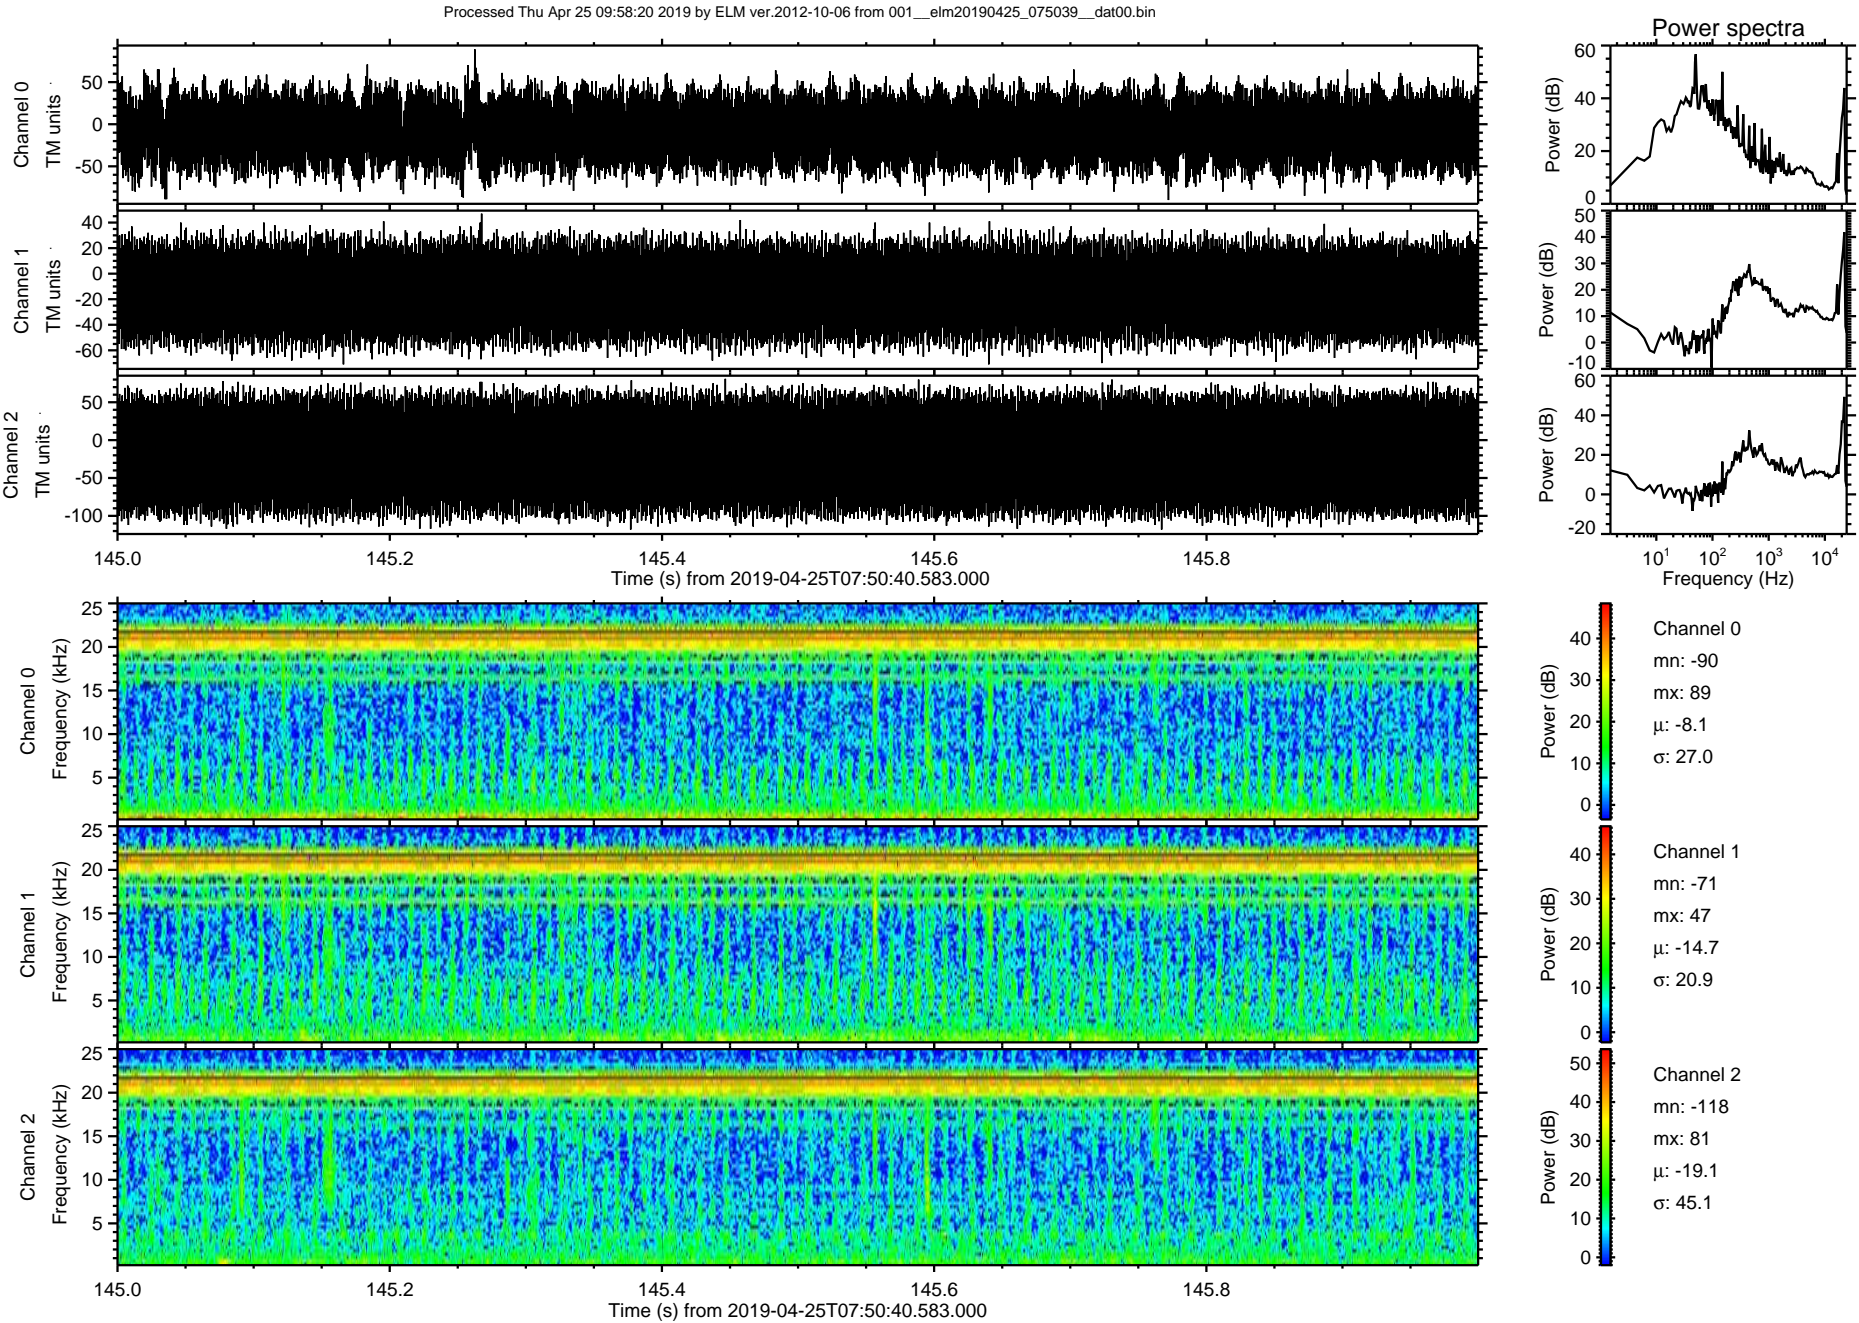 Processed Thu Apr 25 09:58:20 2019 by ELM ver.2012-10-06 from 001__elm20190425_075039__dat00.bin
Power spectra
Channel 0
TM units
50
0
-50
Power (dB)
60
40
20
0
Channel 1
TM units
40
20
0
-20
-40
-60
Power (dB)
50
40
30
20
10
0
-10
Channel 2
TM units
50
0
-50
-100
Power (dB)
60
40
20
0
-20
145.0 145.2 145.4 145.6 145.8
Time (s) from 2019-04-25T07:50:40.583.000
10¹ 10² 10³ 10⁴
Frequency (Hz)
Channel 0
Frequency (kHz)
25
20
15
10
5
Power (dB)
40
30
20
10
0
Channel 0
mn: -90
mx: 89
μ: -8.1
σ: 27.0
Channel 1
Frequency (kHz)
25
20
15
10
5
Power (dB)
40
30
20
10
0
Channel 1
mn: -71
mx: 47
μ: -14.7
σ: 20.9
Channel 2
Frequency (kHz)
25
20
15
10
5
Power (dB)
50
40
30
20
10
0
Channel 2
mn: -118
mx: 81
μ: -19.1
σ: 45.1
145.0 145.2 145.4 145.6 145.8
Time (s) from 2019-04-25T07:50:40.583.000